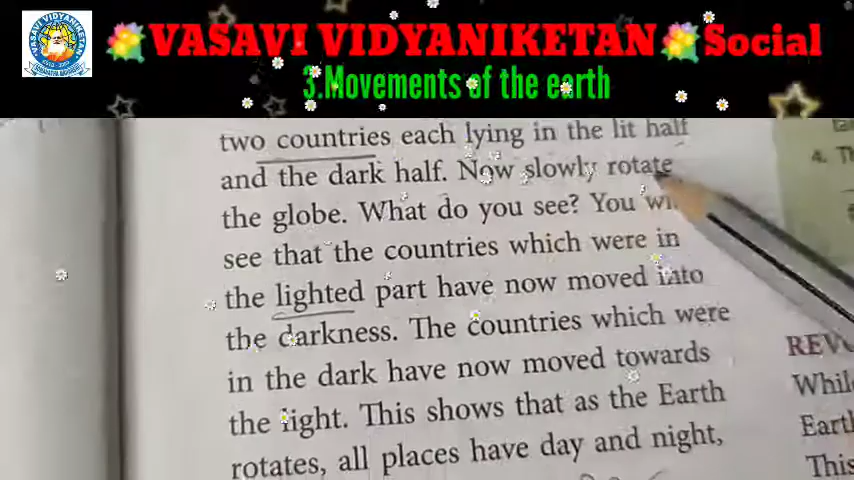 VASAVI VIDYANIKETAN Social
3.Movements of the earth
VASAVI VIDYANIKETAN
two countries each lying in the lit half
and the dark half. Now slowly rotate
the globe. What do you see? You
see that the countries which were in
the lighted part have now moved into
the darkness. The countries which were
in the dark have now moved towards
the light. This shows that as the Earth
rotates, all places have day and night,
4. Th
REV
Whil
Earth
This